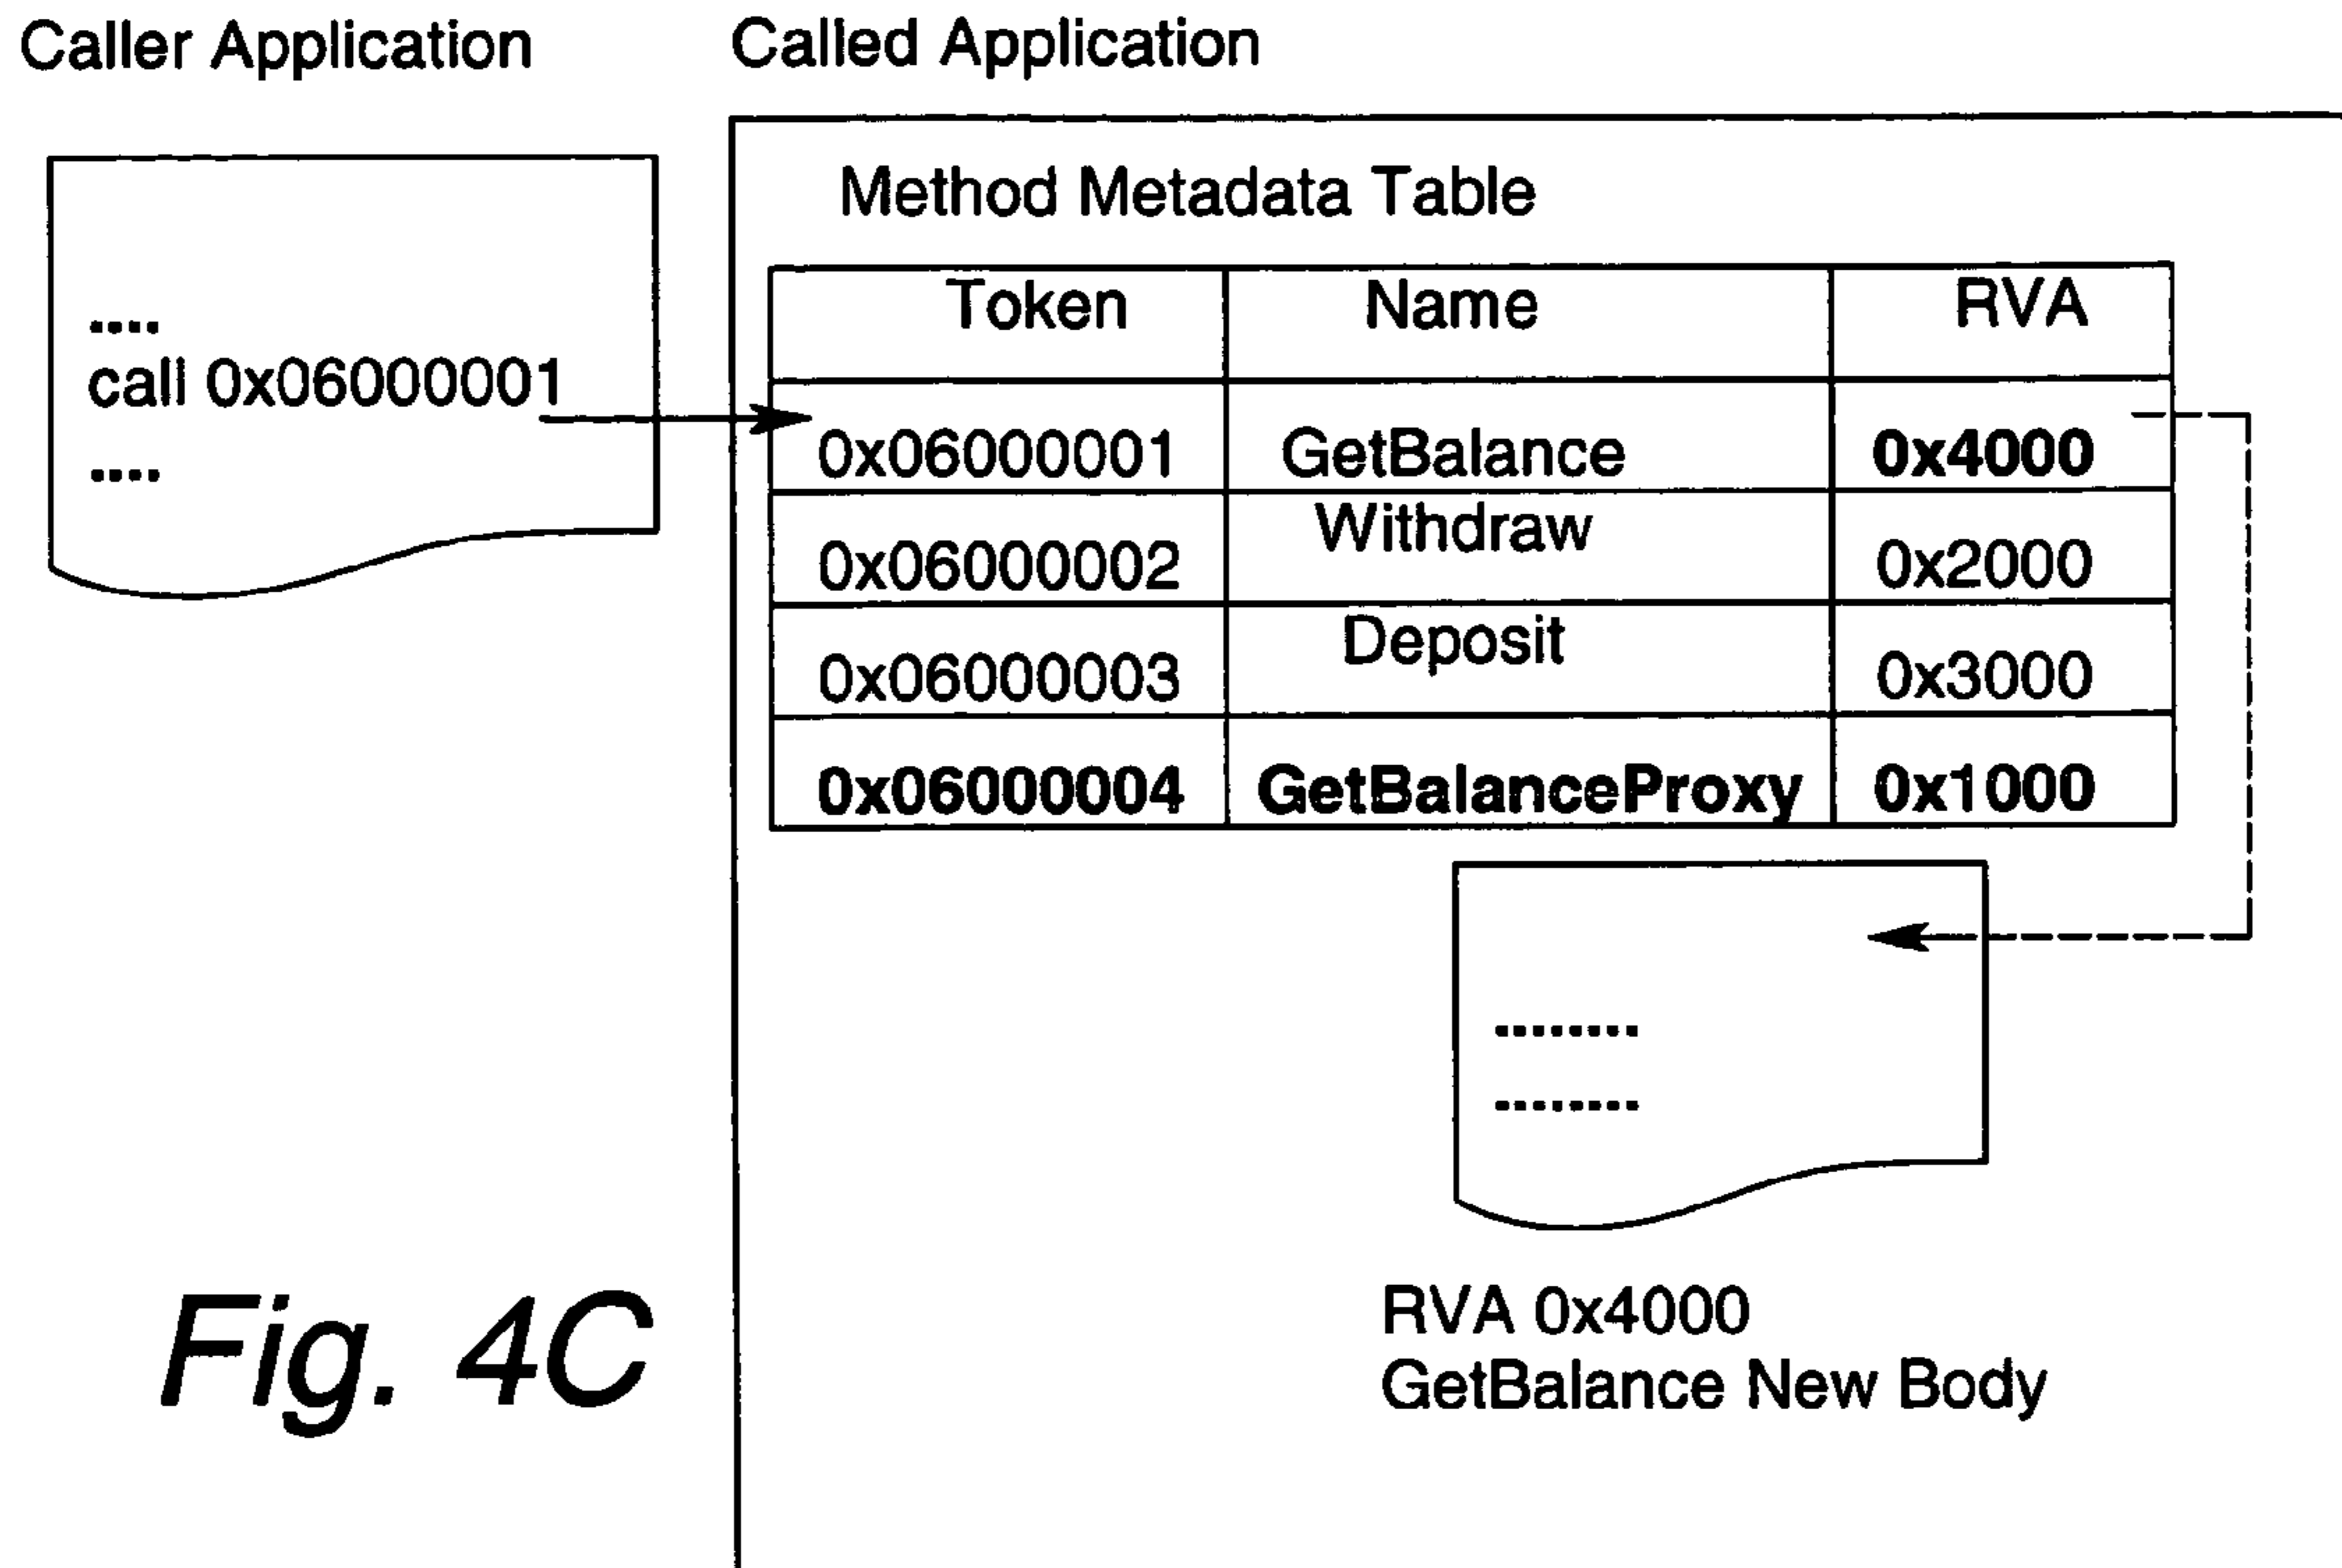 Caller Application
Called Application
....
call 0x06000001
....
Method Metadata Table
Token Name RVA
0x06000001 GetBalance 0x4000
0x06000002 Withdraw 0x2000
0x06000003 Deposit 0x3000
0x06000004 GetBalanceProxy 0x1000
........
........
RVA 0x4000
GetBalance New Body
Fig. 4C